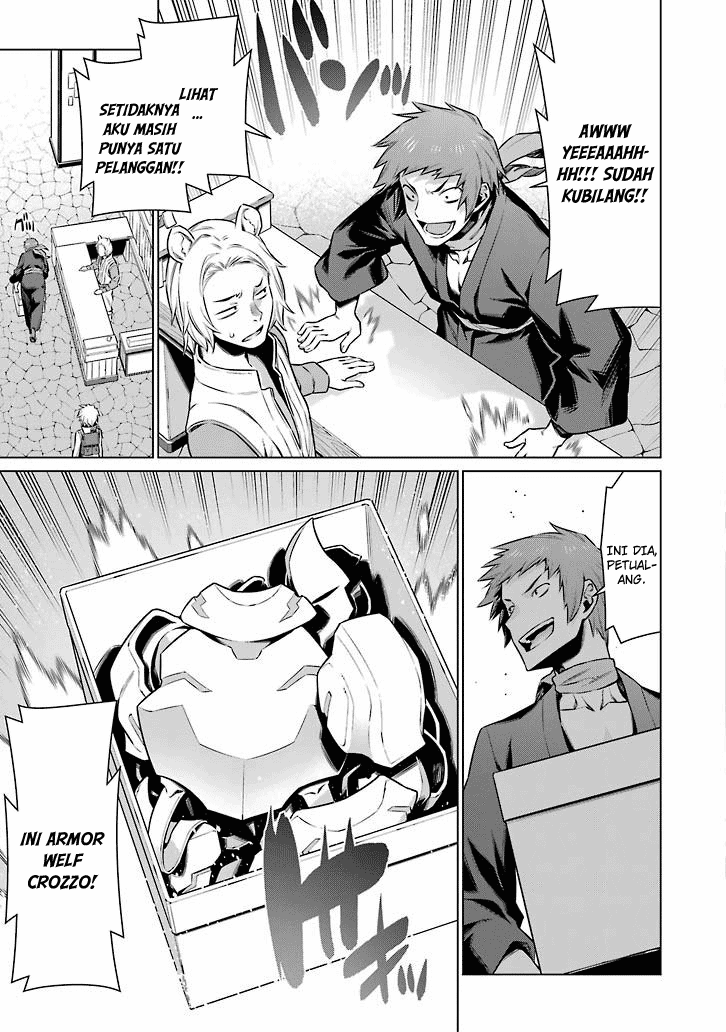 AWWW
YEEEAAAHH-
HH!!! SUDAH
KUBILANG!!
LIHAT
...
SETIDAKNYA
AKU MASIH
PUNYA SATU
PELANGGAN!!
INI DIA,
PETUAL-
ANG.
INI ARMOR
WELF
CROZZO!